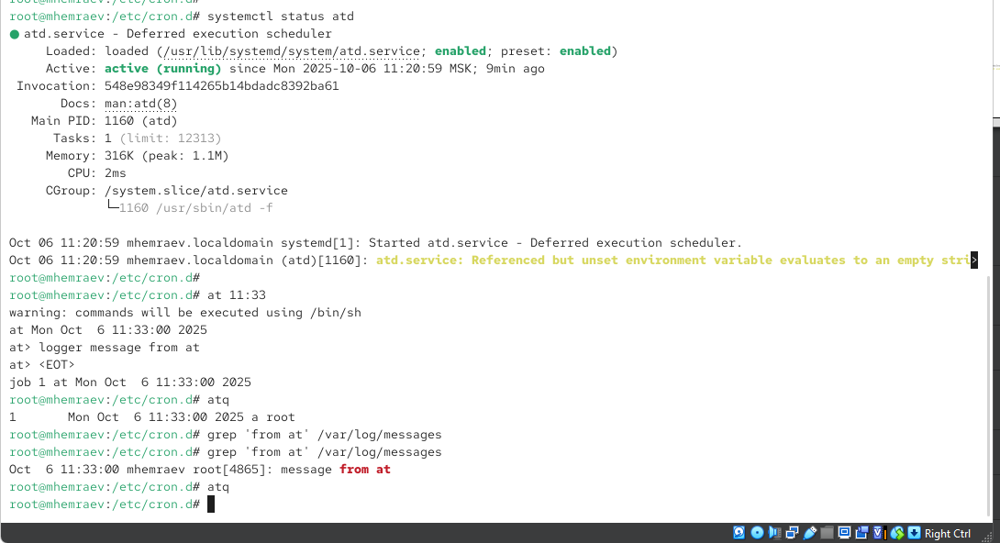 root@mhemraev:/etc/cron.d#
root@mhemraev:/etc/cron.d# systemctl status atd
● atd.service - Deferred execution scheduler
     Loaded: loaded (/usr/lib/systemd/system/atd.service; enabled; preset: enabled)
     Active: active (running) since Mon 2025-10-06 11:20:59 MSK; 9min ago
 Invocation: 548e98349f114265b14bdadc8392ba61
       Docs: man:atd(8)
   Main PID: 1160 (atd)
      Tasks: 1 (limit: 12313)
     Memory: 316K (peak: 1.1M)
        CPU: 2ms
     CGroup: /system.slice/atd.service
             └─1160 /usr/sbin/atd -f
Oct 06 11:20:59 mhemraev.localdomain systemd[1]: Started atd.service - Deferred execution scheduler.
Oct 06 11:20:59 mhemraev.localdomain (atd)[1160]: atd.service: Referenced but unset environment variable evaluates to an empty stri>
root@mhemraev:/etc/cron.d#
root@mhemraev:/etc/cron.d# at 11:33
warning: commands will be executed using /bin/sh
at Mon Oct  6 11:33:00 2025
at> logger message from at
at> <EOT>
job 1 at Mon Oct  6 11:33:00 2025
root@mhemraev:/etc/cron.d# atq
1       Mon Oct  6 11:33:00 2025 a root
root@mhemraev:/etc/cron.d# grep 'from at' /var/log/messages
root@mhemraev:/etc/cron.d# grep 'from at' /var/log/messages
Oct  6 11:33:00 mhemraev root[4865]: message from at
root@mhemraev:/etc/cron.d# atq
root@mhemraev:/etc/cron.d#
Right Ctrl